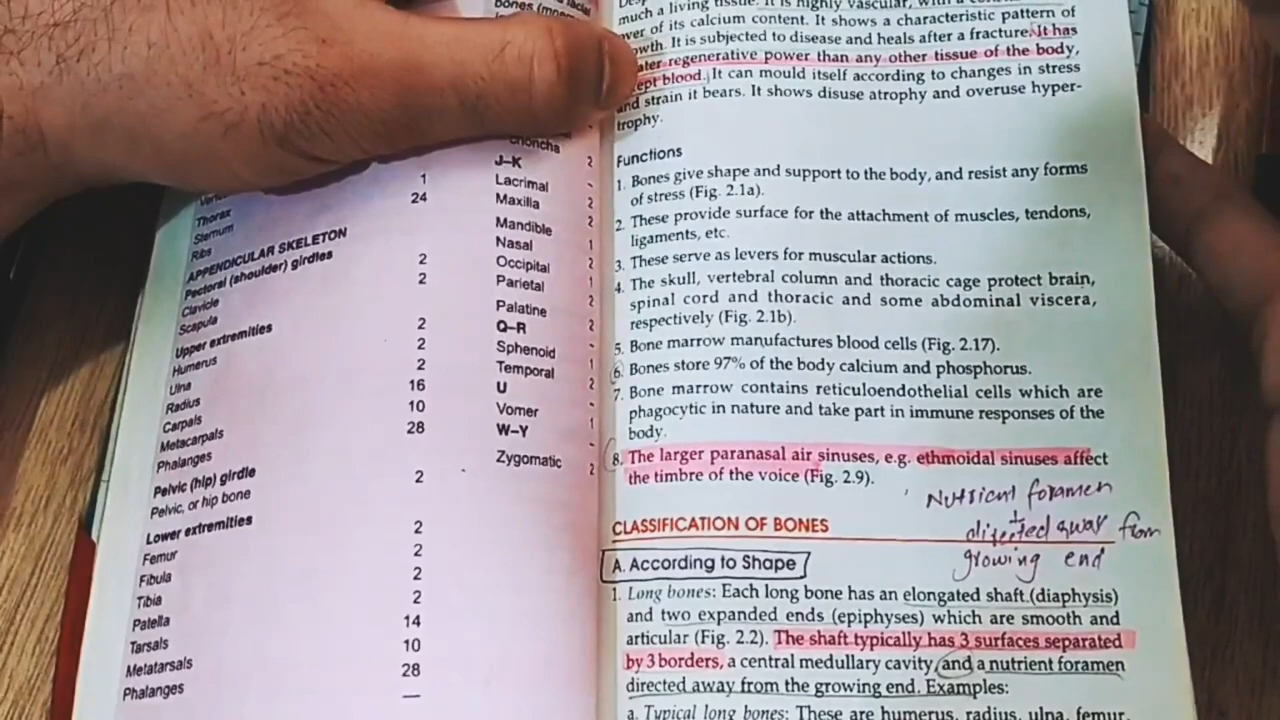 bones
1
24
Thorax
Sternum
Ribs
APPENDICULAR SKELETON
Pectoral (shoulder) girdles
Clavicle 2
Scapula 2
Upper extremities
Humerus 2
Ulna 2
Radius 2
Carpals 16
Metacarpals 10
Phalanges 28
Pelvic (hip) girdle
Pelvic, or hip bone 2
Lower extremities
Femur 2
Fibula 2
Tibia 2
Patella 2
Tarsals 14
Metatarsals 10
Phalanges 28
—
Choncha 2
J–K -
Lacrimal 2
Maxilla 2
Mandible 1
Nasal 2
Occipital 1
Parietal 2
Palatine 2
Q–R -
Sphenoid 1
Temporal 2
U -
Vomer 1
W–Y -
Zygomatic 2
much a living tissue. It is highly vascular, with a
of its calcium content. It shows a characteristic pattern of
It is subjected to disease and heals after a fracture. It has
regenerative power than any other tissue of the body,
blood. It can mould itself according to changes in stress
and strain it bears. It shows disuse atrophy and overuse hyper-
trophy.
Functions
1. Bones give shape and support to the body, and resist any forms
of stress (Fig. 2.1a).
2. These provide surface for the attachment of muscles, tendons,
ligaments, etc.
3. These serve as levers for muscular actions.
4. The skull, vertebral column and thoracic cage protect brain,
spinal cord and thoracic and some abdominal viscera,
respectively (Fig. 2.1b).
5. Bone marrow manufactures blood cells (Fig. 2.17).
6. Bones store 97% of the body calcium and phosphorus.
7. Bone marrow contains reticuloendothelial cells which are
phagocytic in nature and take part in immune responses of the
body.
8. The larger paranasal air sinuses, e.g. ethmoidal sinuses affect
the timbre of the voice (Fig. 2.9).
Nutrient foramen
directed away from
growing end
CLASSIFICATION OF BONES
A. According to Shape
1. Long bones: Each long bone has an elongated shaft (diaphysis)
and two expanded ends (epiphyses) which are smooth and
articular (Fig. 2.2). The shaft typically has 3 surfaces separated
by 3 borders, a central medullary cavity and a nutrient foramen
directed away from the growing end. Examples:
a. Typical long bones: These are humerus, radius, ulna, femur,